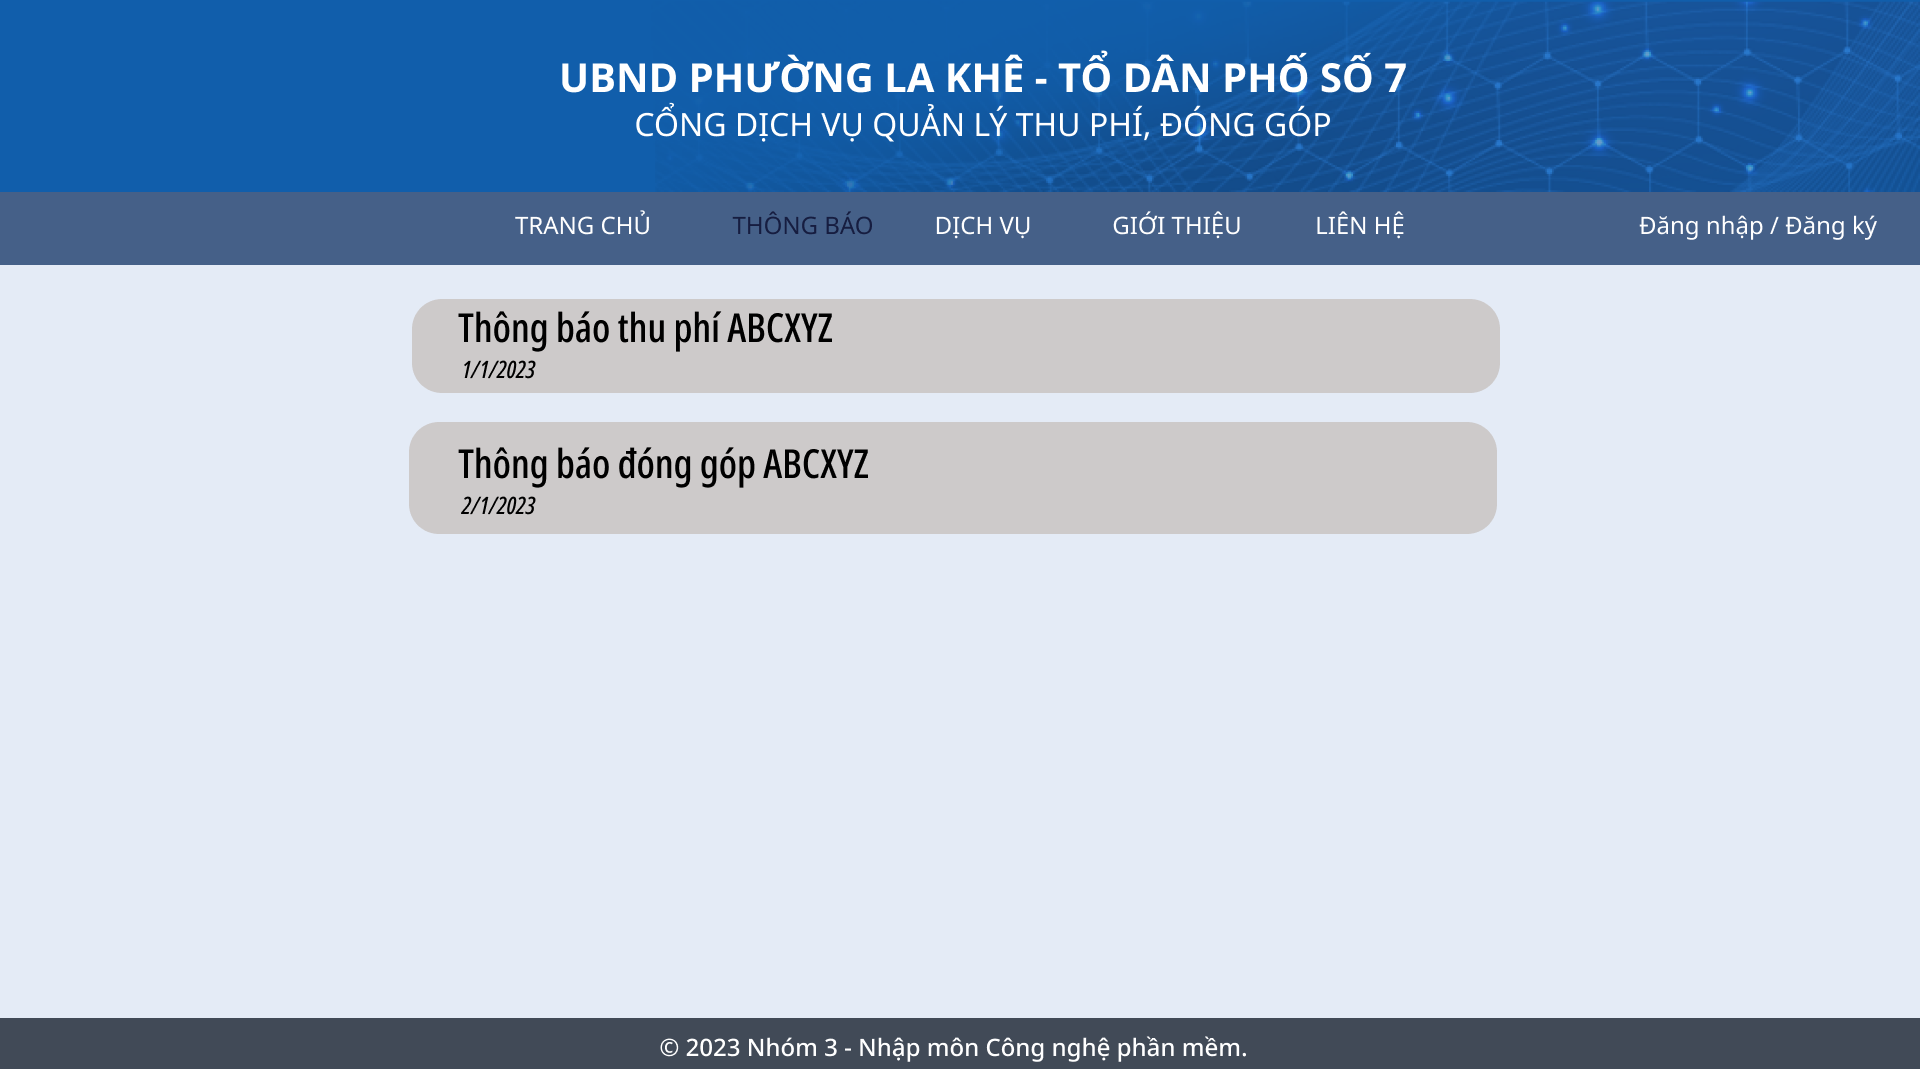 UBND PHƯỜNG LA KHÊ - TỔ DÂN PHỐ SỐ 7
CỔNG DỊCH VỤ QUẢN LÝ THU PHÍ, ĐÓNG GÓP
TRANG CHỦ THÔNG BÁO DỊCH VỤ GIỚI THIỆU LIÊN HỆ Đăng nhập / Đăng ký
Thông báo thu phí ABCXYZ
1/1/2023
Thông báo đóng góp ABCXYZ
2/1/2023
© 2023 Nhóm 3 - Nhập môn Công nghệ phần mềm.